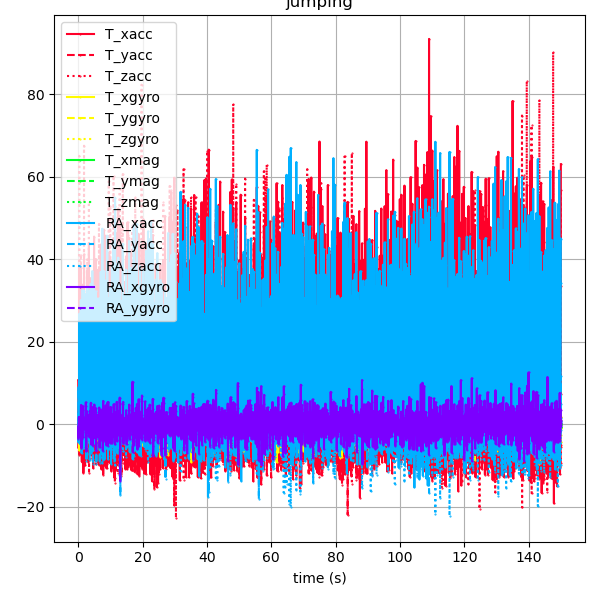 jumping
T_xacc
T_yacc
T_zacc
T_xgyro
T_ygyro
T_zgyro
T_xmag
T_ymag
T_zmag
RA_xacc
RA_yacc
RA_zacc
RA_xgyro
RA_ygyro
80
60
40
20
0
−20
0 20 40 60 80 100 120 140
time (s)